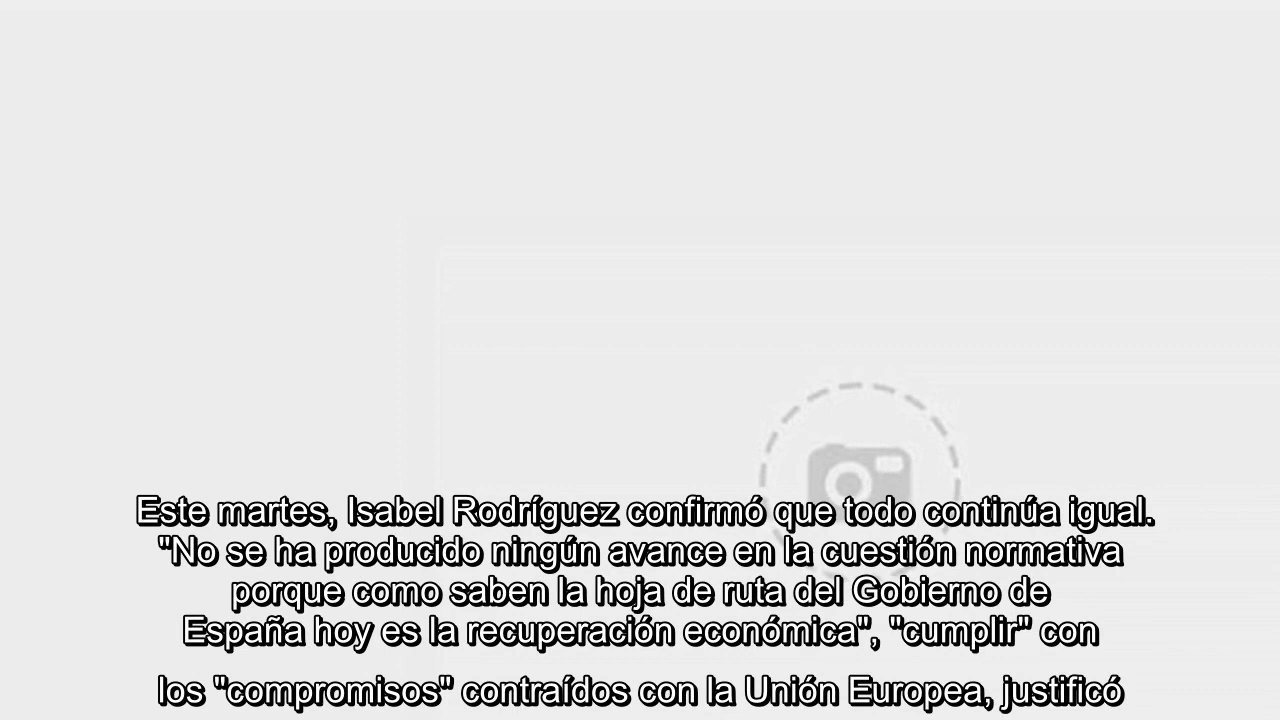 Este martes, Isabel Rodríguez confirmó que todo continúa igual.
"No se ha producido ningún avance en la cuestión normativa
porque como saben la hoja de ruta del Gobierno de
España hoy es la recuperación económica", "cumplir" con
los "compromisos" contraídos con la Unión Europea, justificó